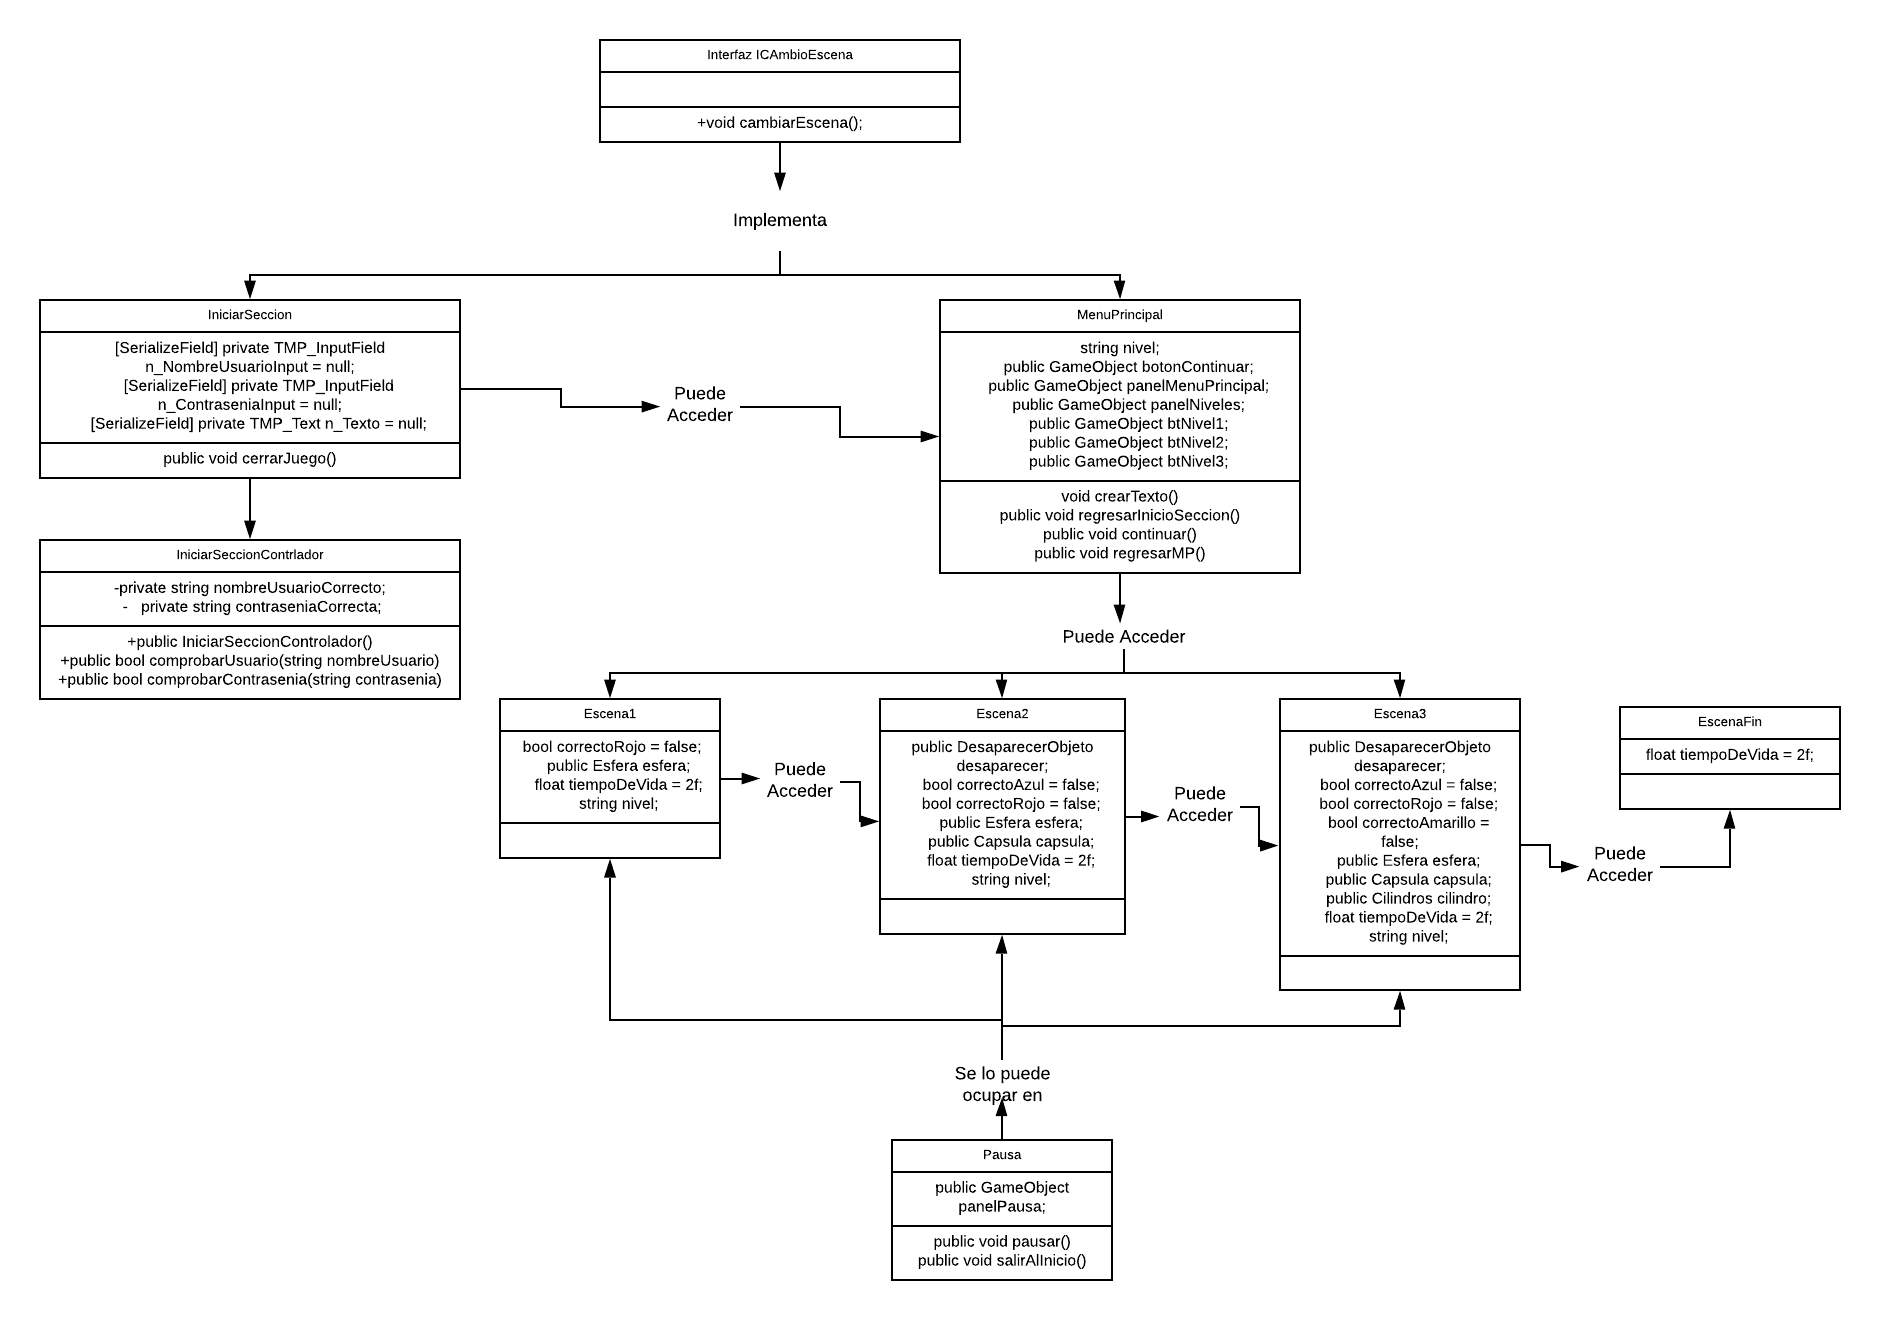 Interfaz ICAmbioEscena
+void cambiarEscena();
Implementa
IniciarSeccion
[SerializeField] private TMP_InputField
n_NombreUsuarioInput = null;
[SerializeField] private TMP_InputField
n_ContraseniaInput = null;
[SerializeField] private TMP_Text n_Texto = null;
public void cerrarJuego()
Puede
Acceder
MenuPrincipal
string nivel;
public GameObject botonContinuar;
public GameObject panelMenuPrincipal;
public GameObject panelNiveles;
public GameObject btNivel1;
public GameObject btNivel2;
public GameObject btNivel3;
void crearTexto()
public void regresarInicioSeccion()
public void continuar()
public void regresarMP()
IniciarSeccionContrlador
-private string nombreUsuarioCorrecto;
- private string contraseniaCorrecta;
+public IniciarSeccionControlador()
+public bool comprobarUsuario(string nombreUsuario)
+public bool comprobarContrasenia(string contrasenia)
Puede Acceder
Escena1
bool correctoRojo = false;
public Esfera esfera;
float tiempoDeVida = 2f;
string nivel;
Puede
Acceder
Escena2
public DesaparecerObjeto
desaparecer;
bool correctoAzul = false;
bool correctoRojo = false;
public Esfera esfera;
public Capsula capsula;
float tiempoDeVida = 2f;
string nivel;
Puede
Acceder
Escena3
public DesaparecerObjeto
desaparecer;
bool correctoAzul = false;
bool correctoRojo = false;
bool correctoAmarillo =
false;
public Esfera esfera;
public Capsula capsula;
public Cilindros cilindro;
float tiempoDeVida = 2f;
string nivel;
Puede
Acceder
EscenaFin
float tiempoDeVida = 2f;
Se lo puede
ocupar en
Pausa
public GameObject
panelPausa;
public void pausar()
public void salirAlInicio()